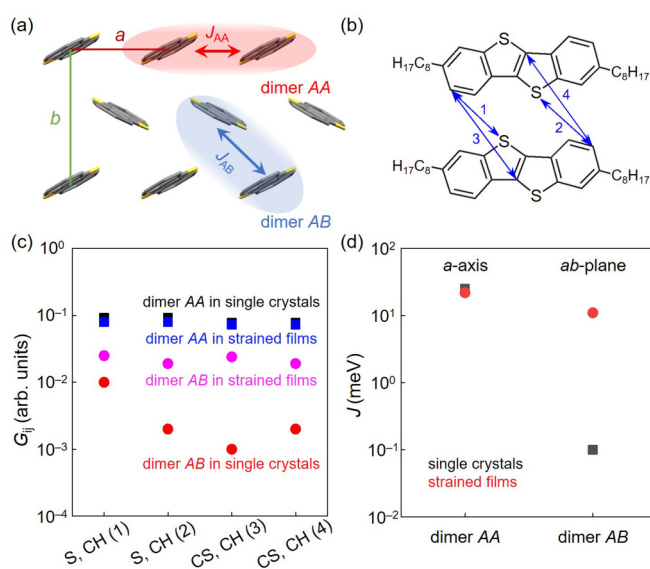 (a)
a
J_AA
dimer AA
b
J_AB
dimer AB
(b)
H17C8
S
S
C8H17
1
2
3
4
H17C8
S
S
C8H17
(c)
10^0
10^-1
10^-2
10^-3
10^-4
G_ij (arb. units)
dimer AA in single crystals
dimer AA in strained films
dimer AB in strained films
dimer AB in single crystals
S, CH (1)
S, CH (2)
CS, CH (3)
CS, CH (4)
(d)
10^2
10^1
10^0
10^-1
10^-2
J (meV)
a-axis
ab-plane
single crystals
strained films
dimer AA
dimer AB